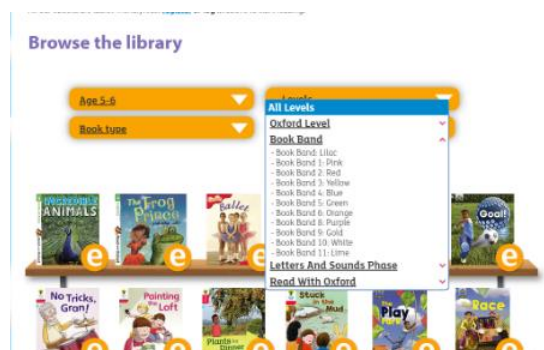 Browse the library
Age 5-6
Levels
Book type
All Levels
Oxford Level
Book Band
- Book Band: Lilac
- Book Band 1: Pink
- Book Band 2: Red
- Book Band 3: Yellow
- Book Band 4: Blue
- Book Band 5: Green
- Book Band 6: Orange
- Book Band 8: Purple
- Book Band 9: Gold
- Book Band 10: White
- Book Band 11: Lime
Letters And Sounds Phase
Read With Oxford
INCREDIBLE
ANIMALS
e
The Frog
Prince
e
Ballet
e
Goal!
e
No Tricks,
Gran!
Painting
the Loft
Plants for
Dinner
Stuck in
the Mud
The
Play
Park
Race